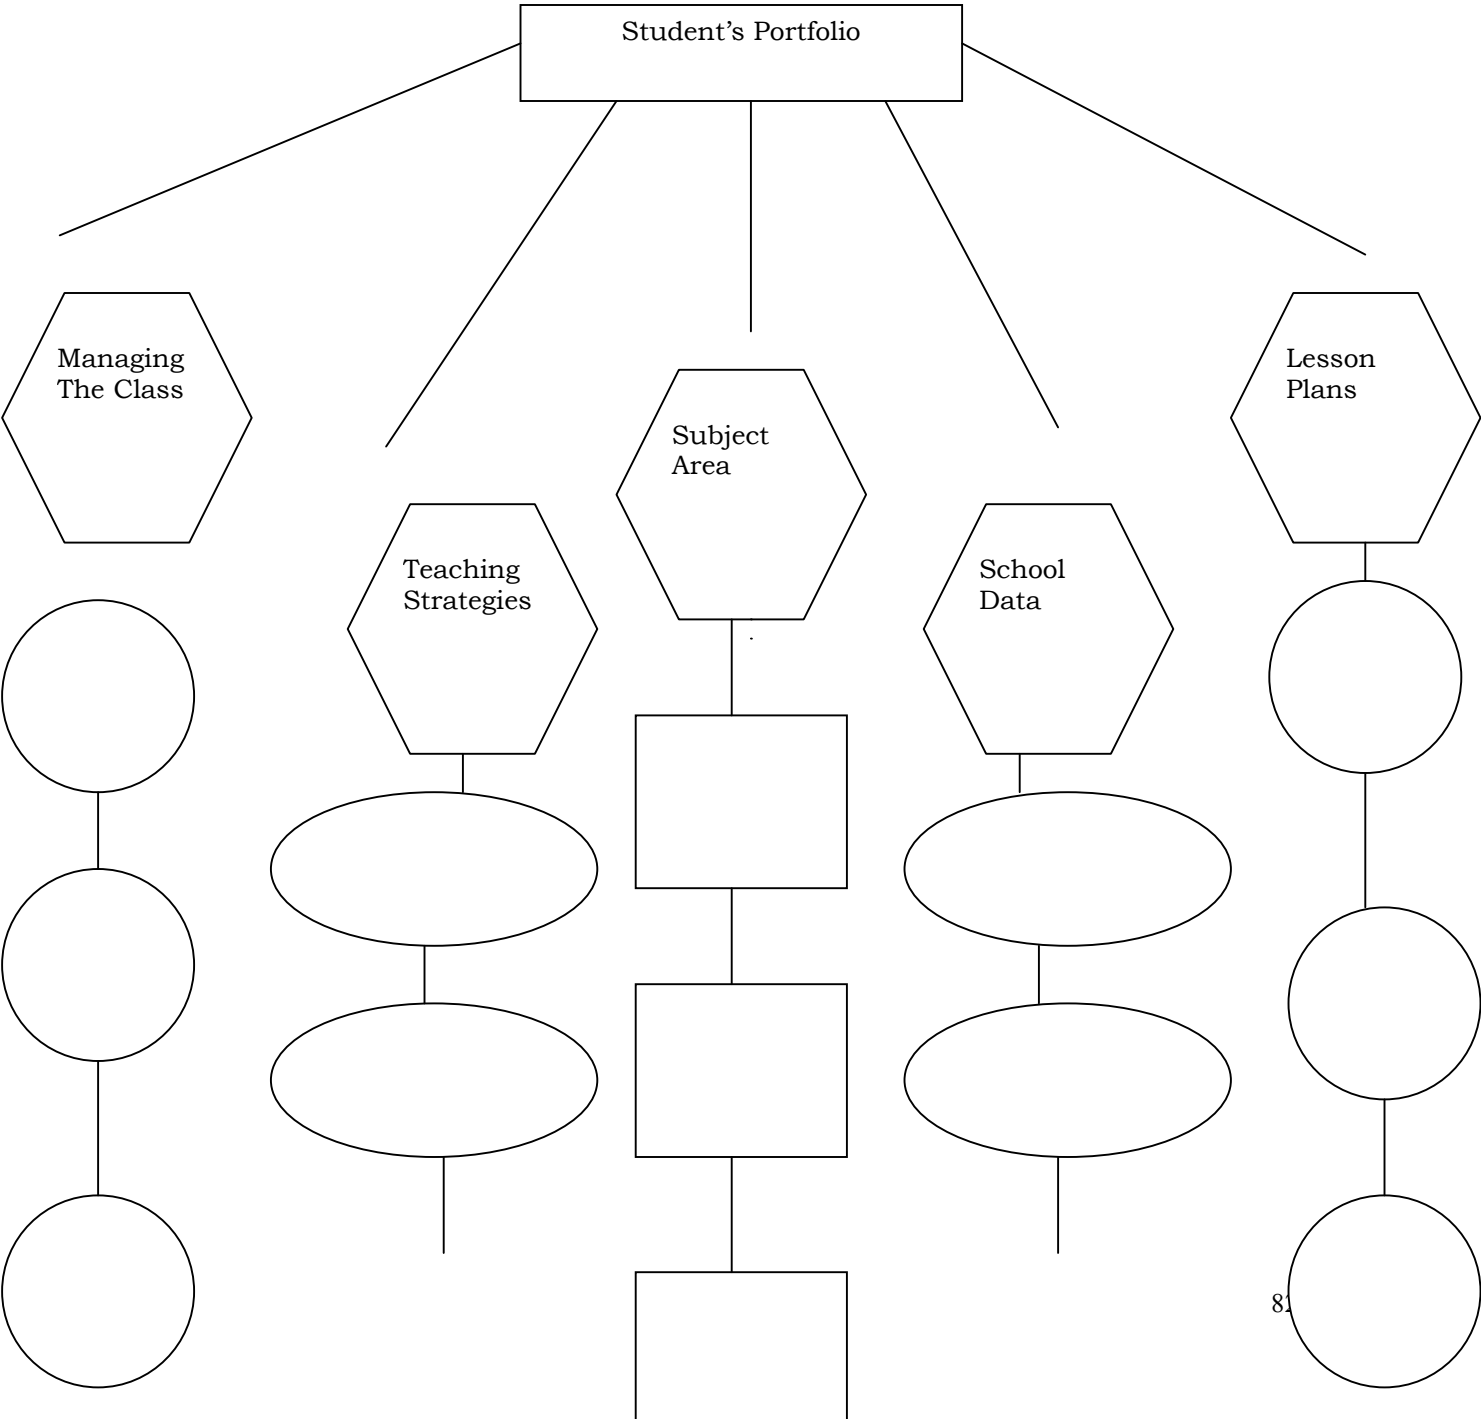 Student’s Portfolio
Managing
The Class
Teaching
Strategies
Subject
Area
School
Data
Lesson
Plans